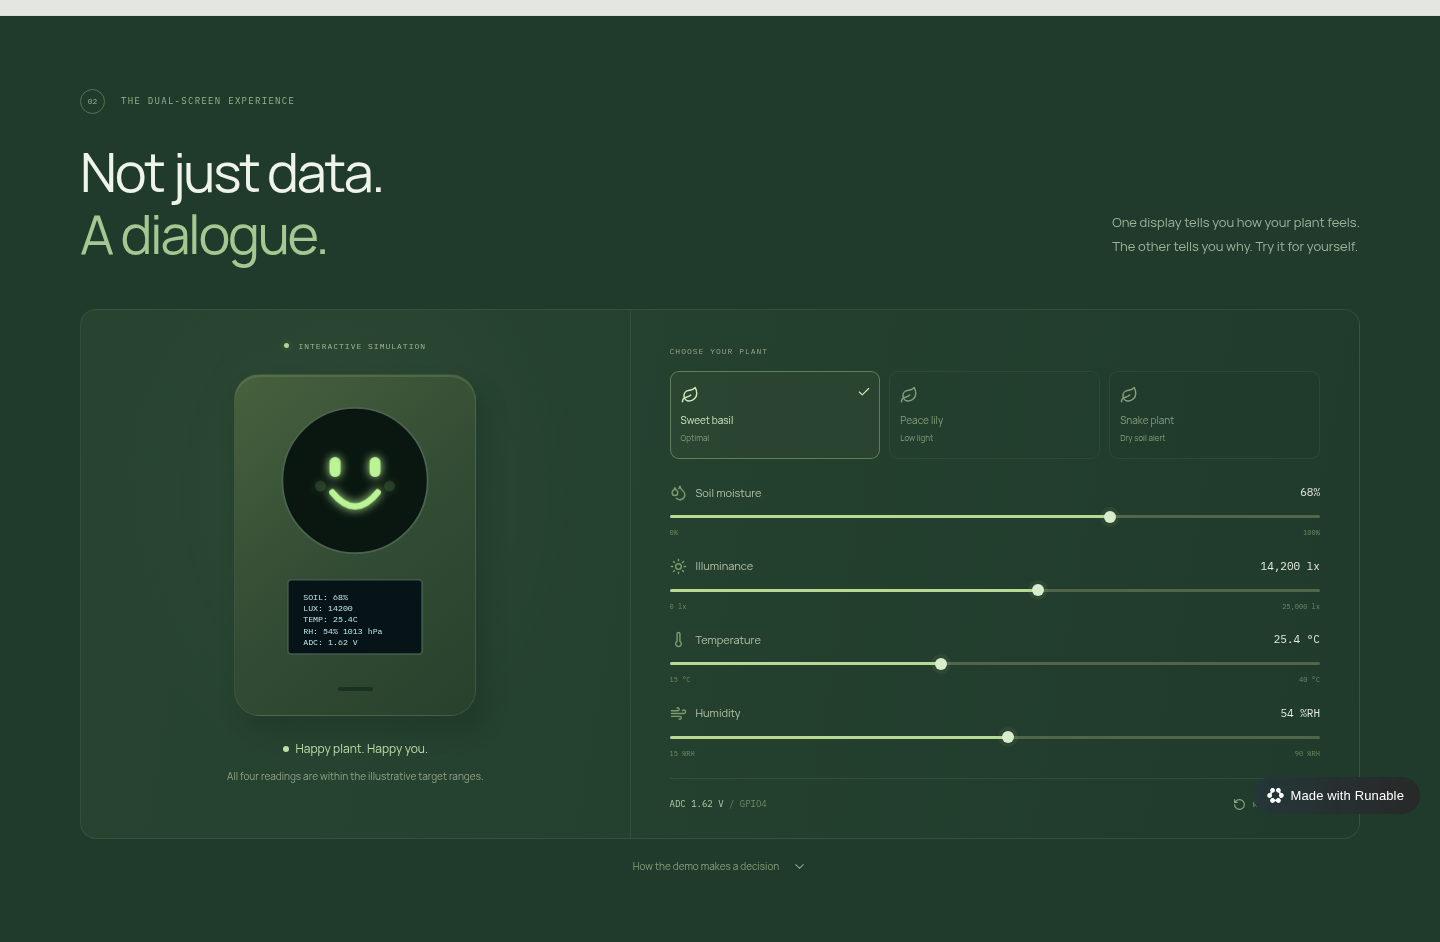 02
THE DUAL-SCREEN EXPERIENCE
Not just data.
A dialogue.
One display tells you how your plant feels.
The other tells you why. Try it for yourself.
INTERACTIVE SIMULATION
SOIL: 68%
LUX: 14200
TEMP: 25.4C
RH: 54% 1013 hPa
ADC: 1.62 V
Happy plant. Happy you.
All four readings are within the illustrative target ranges.
CHOOSE YOUR PLANT
Sweet basil
Optimal
Peace lily
Low light
Snake plant
Dry soil alert
Soil moisture 68%
0% 100%
Illuminance 14,200 lx
0 lx 25,000 lx
Temperature 25.4 °C
15 °C 40 °C
Humidity 54 %RH
15 %RH 90 %RH
ADC 1.62 V / GPIO4
Made with Runable
How the demo makes a decision